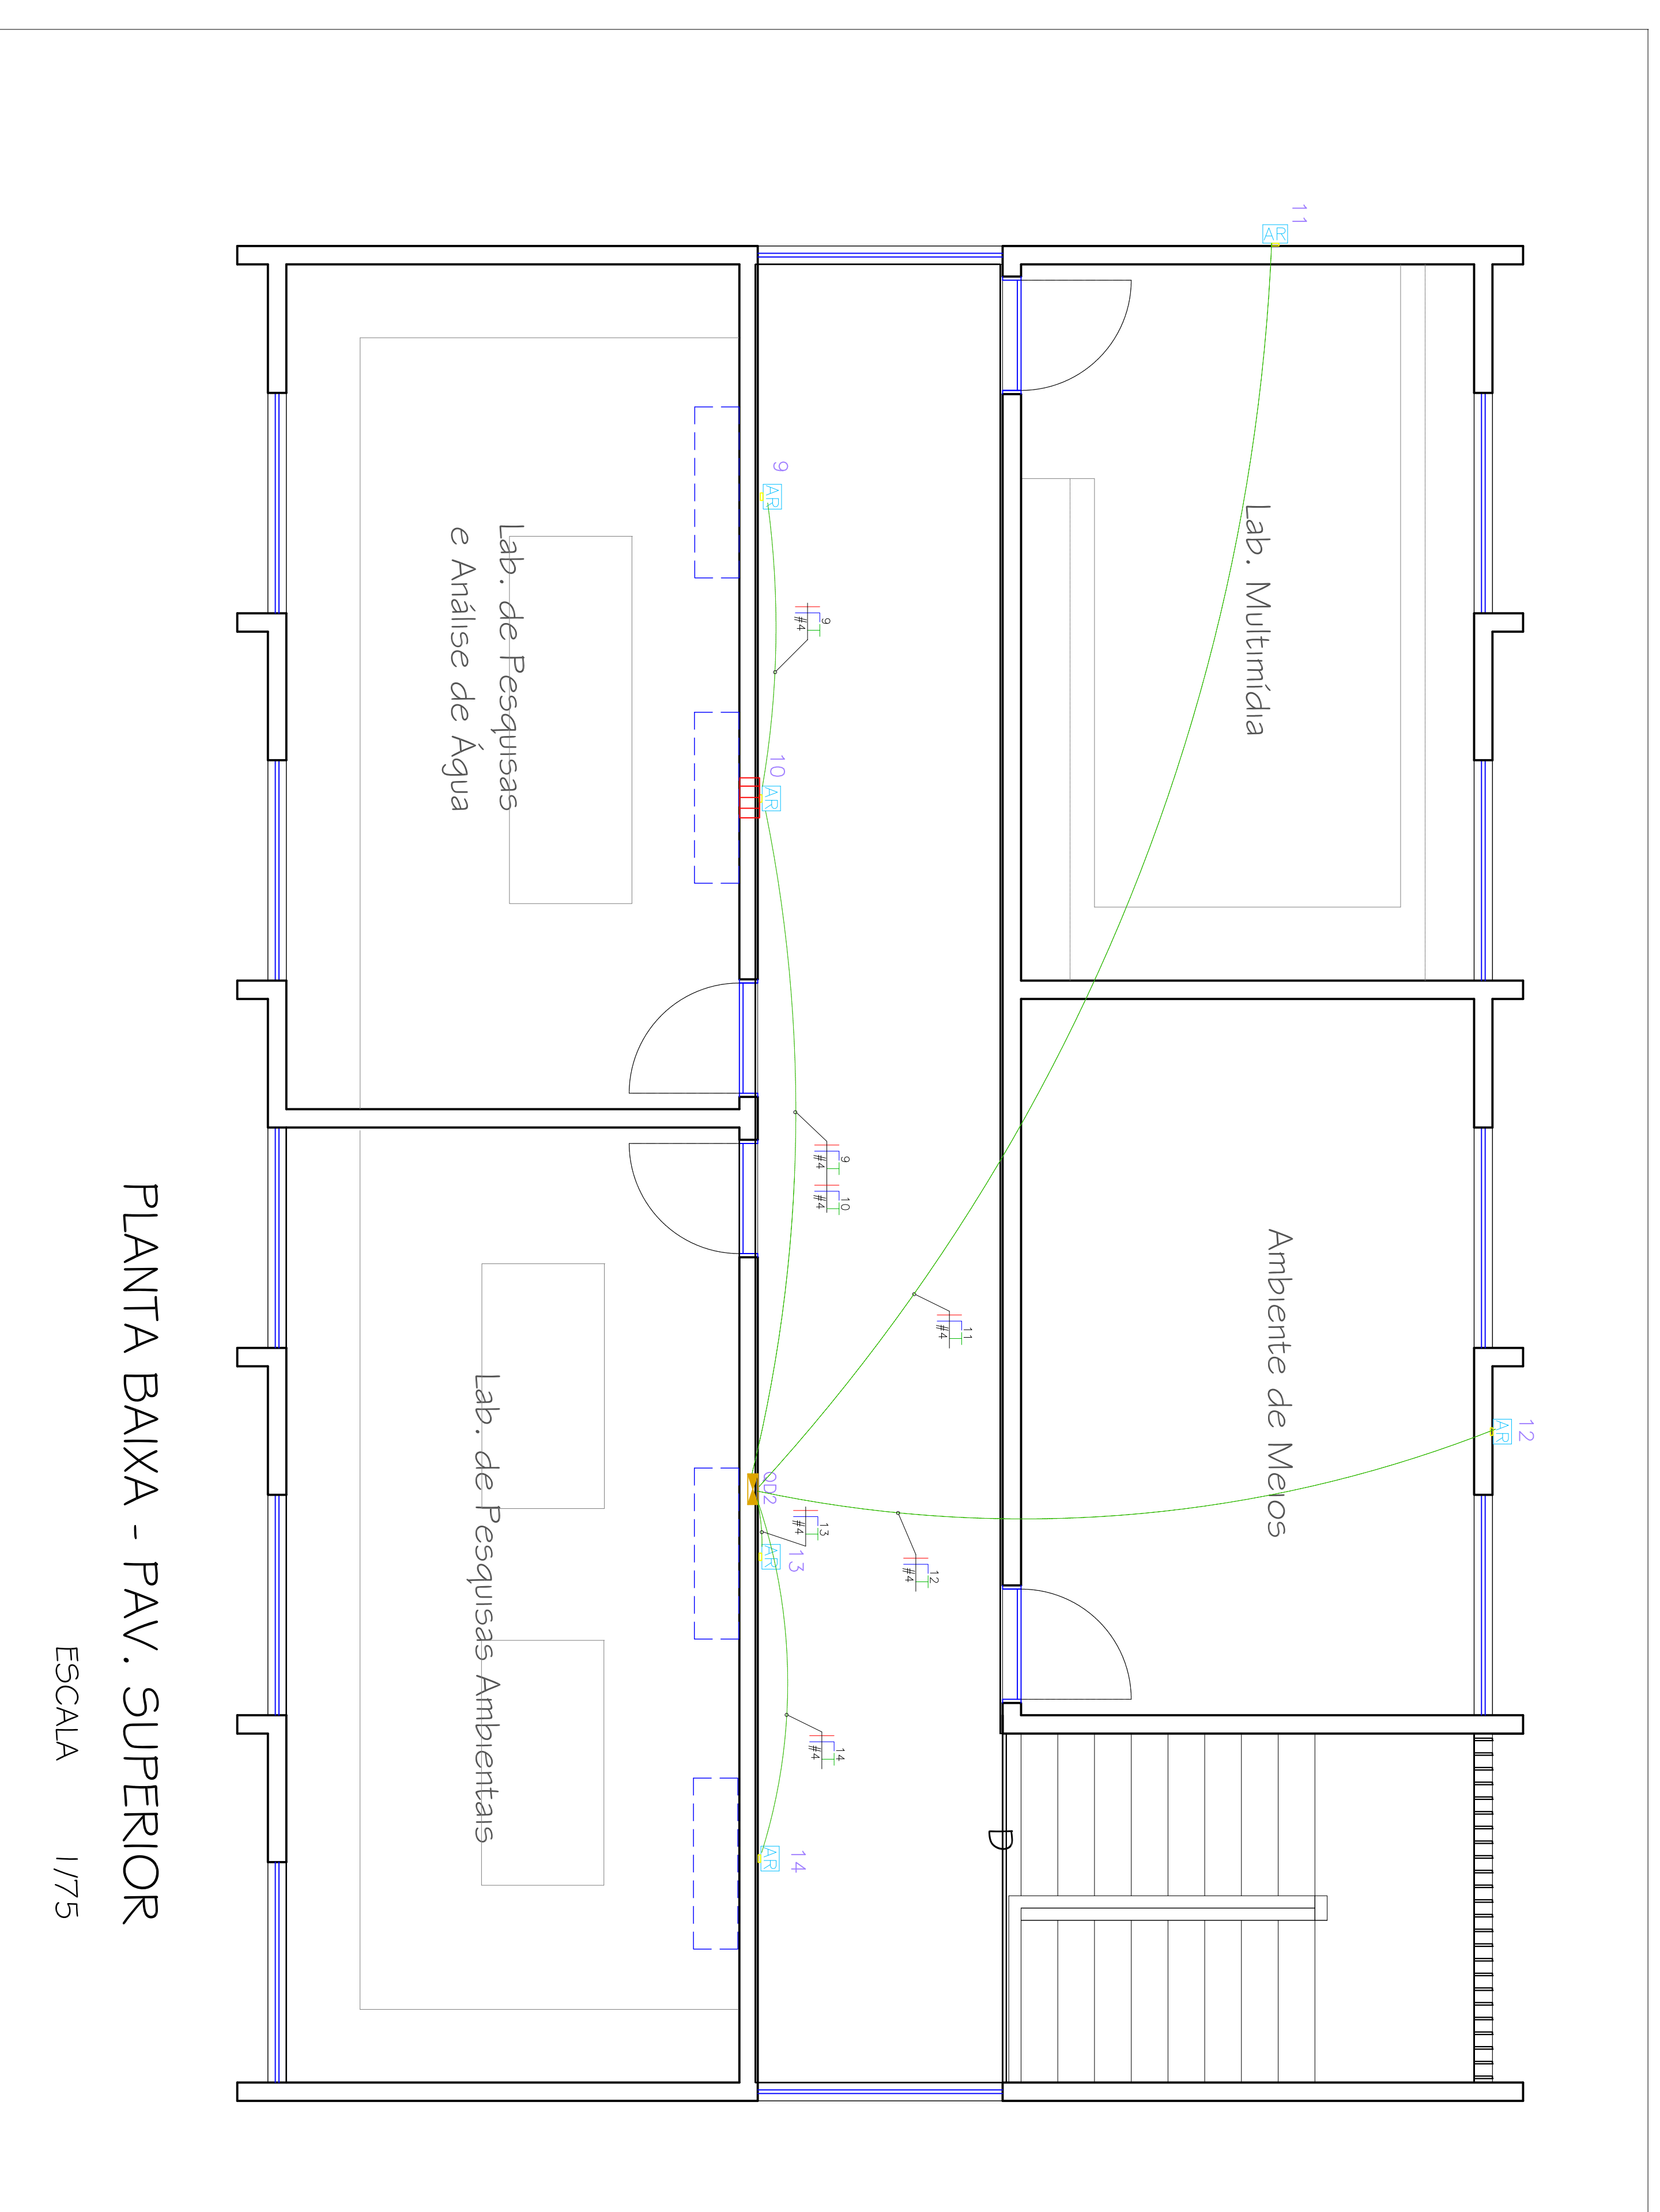 11
AR
Lab. Multimídia
Ambiente de Meios
12
AR
11
#4
12
#4
9
AR
9
#4
10
AR
9
#4
10
#4
QD2
13
#4
13
AR
14
#4
14
AR
D
Lab. de Pesquisas
e Análise de Água
Lab. de Pesquisas Ambientais
PLANTA BAIXA - PAV. SUPERIOR
ESCALA 1/75